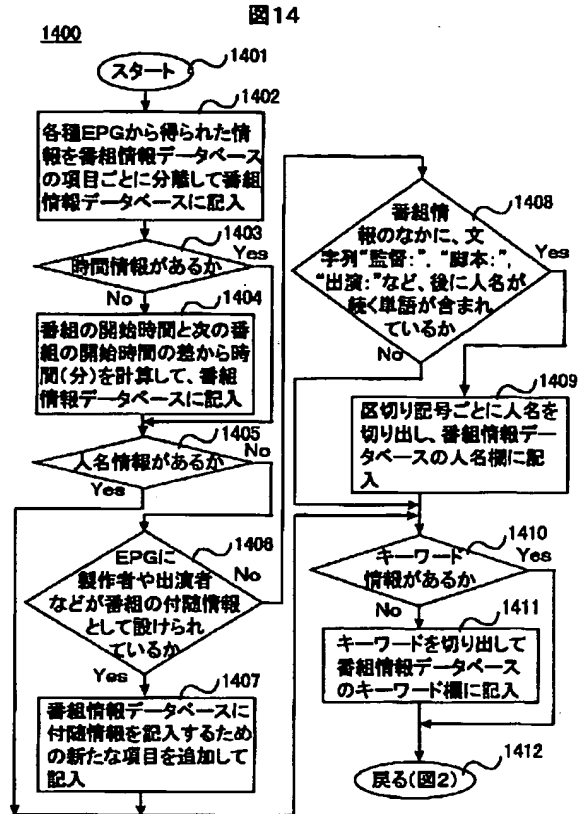 図14
1400
スタート
1401
1402
各種EPGから得られた情
報を番組情報データベース
の項目ごとに分離して番組
情報データベースに記入
1403
時間情報があるか
Yes
No
1404
番組の開始時間と次の番
組の開始時間の差から時
間(分)を計算して、番組
情報データベースに記入
1405
人名情報があるか
No
Yes
1406
EPGに
製作者や出演者
などが番組の付随情報
として設けられ
ているか
No
Yes
1407
番組情報データベースに
付随情報を記入するため
の新たな項目を追加して
記入
1408
番組情
報のなかに、文
字列“監督:”, “脚本:”,
“出演:”など、後に人名が
続く単語が含まれ
ているか
Yes
No
1409
区切り記号ごとに人名を
切り出し、番組情報デー
タベースの人名欄に記
入
1410
キーワード
情報があるか
Yes
No
1411
キーワードを切り出して
番組情報データベース
のキーワード欄に記入
1412
戻る(図2)